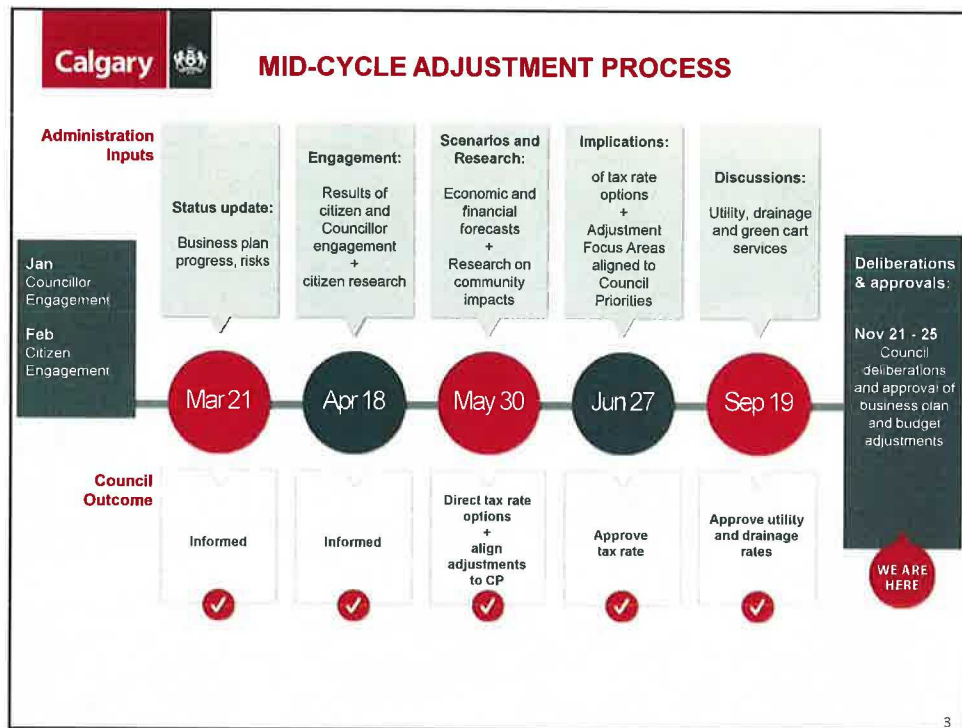 Calgary
MID-CYCLE ADJUSTMENT PROCESS
Administration
Inputs
Jan
Councillor
Engagement
Feb
Citizen
Engagement
Status update:
Business plan
progress, risks
Engagement:
Results of
citizen and
Councillor
engagement
+
citizen research
Scenarios and
Research:
Economic and
financial
forecasts
+
Research on
community
impacts
Implications:
of tax rate
options
+
Adjustment
Focus Areas
aligned to
Council
Priorities
Discussions:
Utility, drainage
and green cart
services
Deliberations
& approvals:
Nov 21 - 25
Council
deliberations
and approval of
business plan
and budget
adjustments
Mar 21
Apr 18
May 30
Jun 27
Sep 19
Council
Outcome
Informed
Informed
Direct tax rate
options
+
align
adjustments
to CP
Approve
tax rate
Approve utility
and drainage
rates
WE ARE
HERE
3